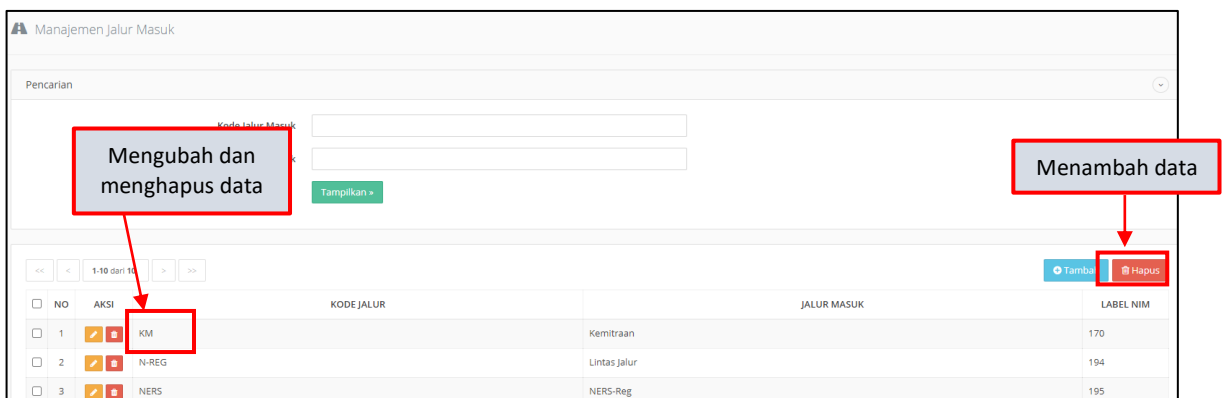 Manajemen Jalur Masuk
Pencarian
Kode Jalur Masuk
Mengubah dan
menghapus data
Menambah data
Tampilkan »
<< < 1-10 dari 10 > >>
Hapus
NO AKSI KODE JALUR JALUR MASUK LABEL NIM
1 KM Kemitraan 170
2 N-REG Lintas Jalur 194
3 NERS NERS-Reg 195